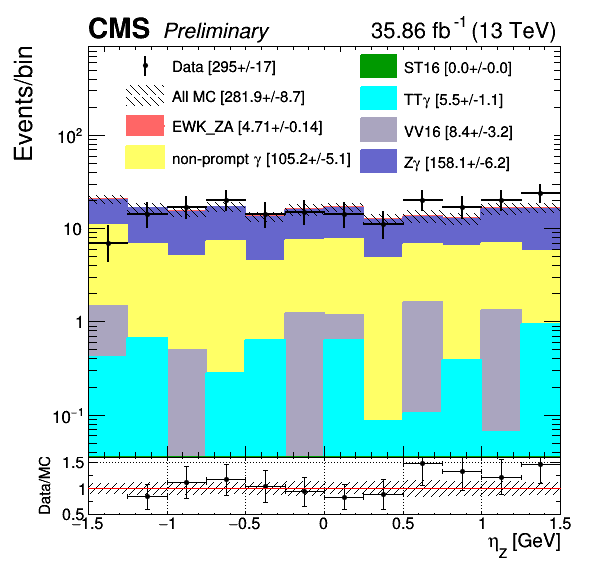 CMS Preliminary 35.86 fb⁻¹ (13 TeV)
Events/bin
Data [295+/-17]
All MC [281.9+/-8.7]
EWK_ZA [4.71+/-0.14]
non-prompt γ [105.2+/-5.1]
ST16 [0.0+/-0.0]
TTγ [5.5+/-1.1]
VV16 [8.4+/-3.2]
Zγ [158.1+/-6.2]
10²
10
1
10⁻¹
Data/MC
1.5
1
0.5
−1.5 −1 −0.5 0 0.5 1 1.5
η_Z [GeV]